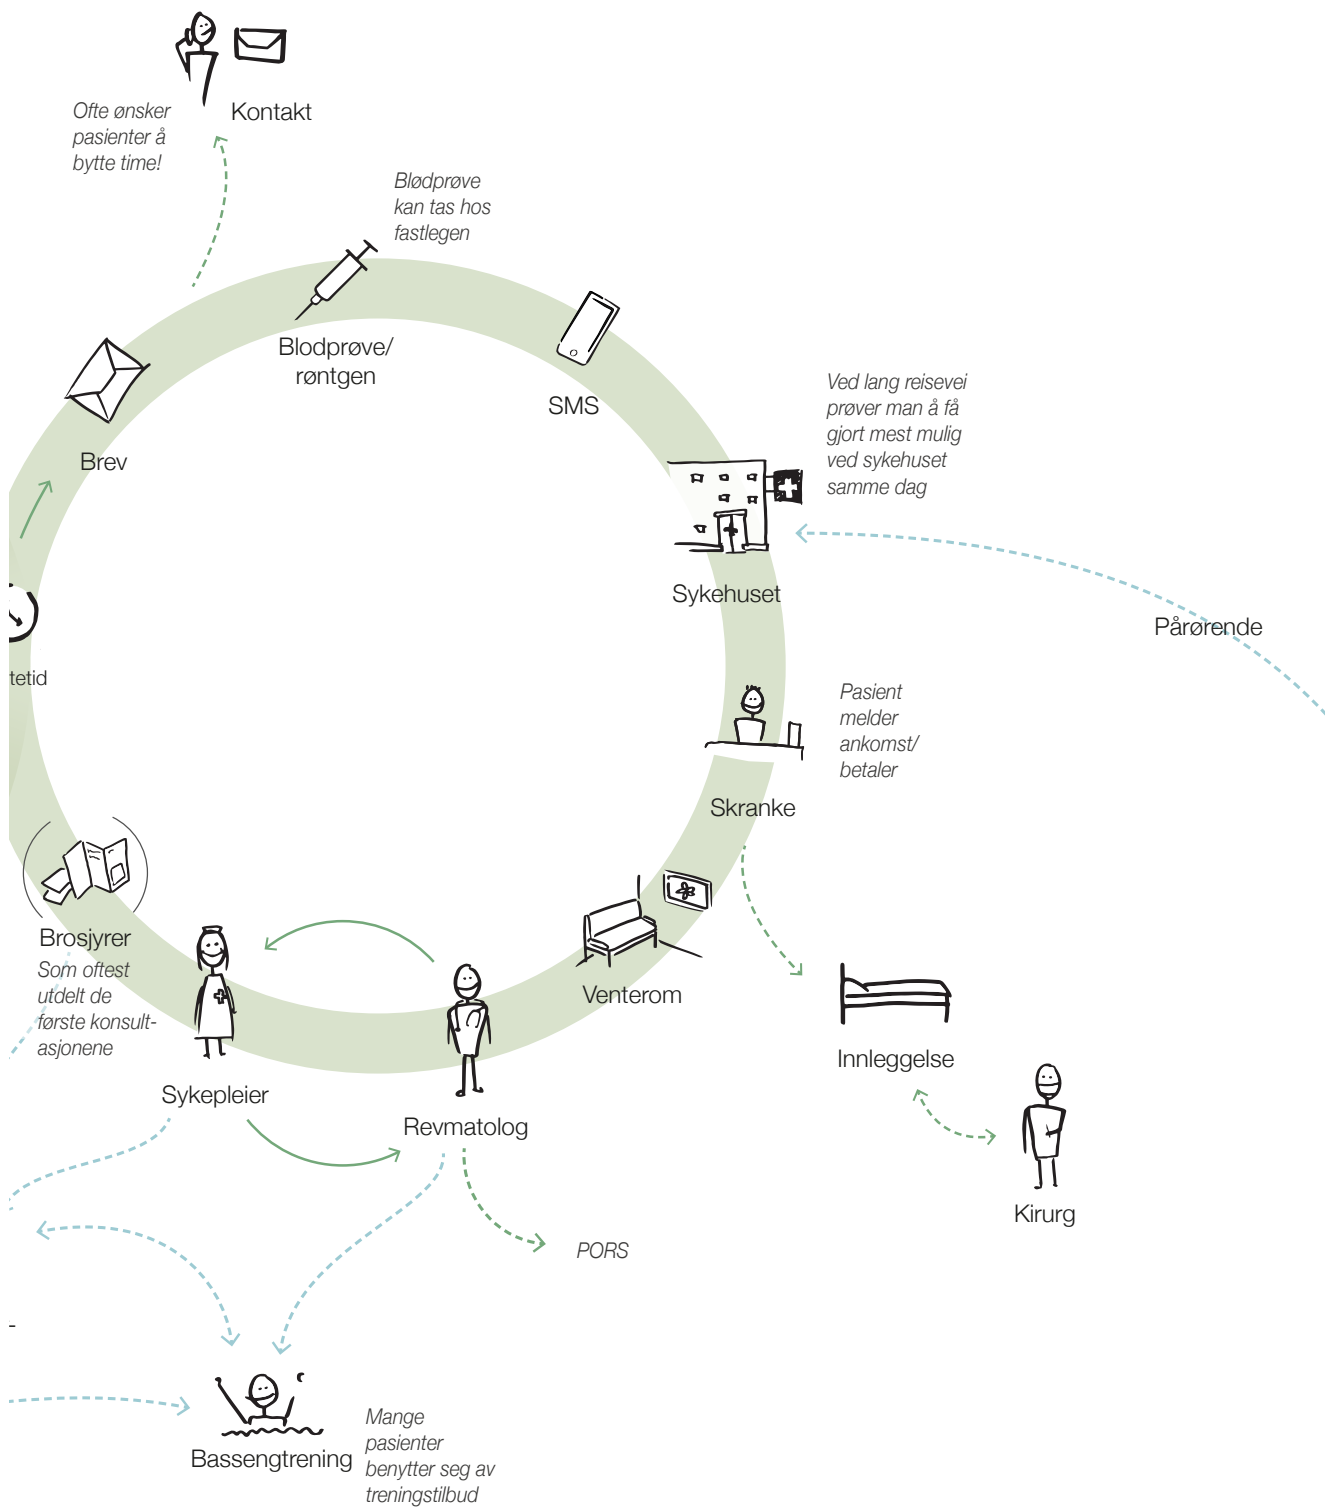 Ofte ønsker
pasienter å
bytte time!
Kontakt
Blødprøve
kan tas hos
fastlegen
Blodprøve/
røntgen
SMS
Brev
Ved lang reisevei
prøver man å få
gjort mest mulig
ved sykehuset
samme dag
Sykehuset
Pårørende
tetid
Pasient
melder
ankomst/
betaler
Skranke
Brosjyrer
Som oftest
utdelt de
første konsult-
asjonene
Venterom
Innleggelse
Sykepleier
Revmatolog
Kirurg
PORS
-
Bassengtrening
Mange
pasienter
benytter seg av
treningstilbud